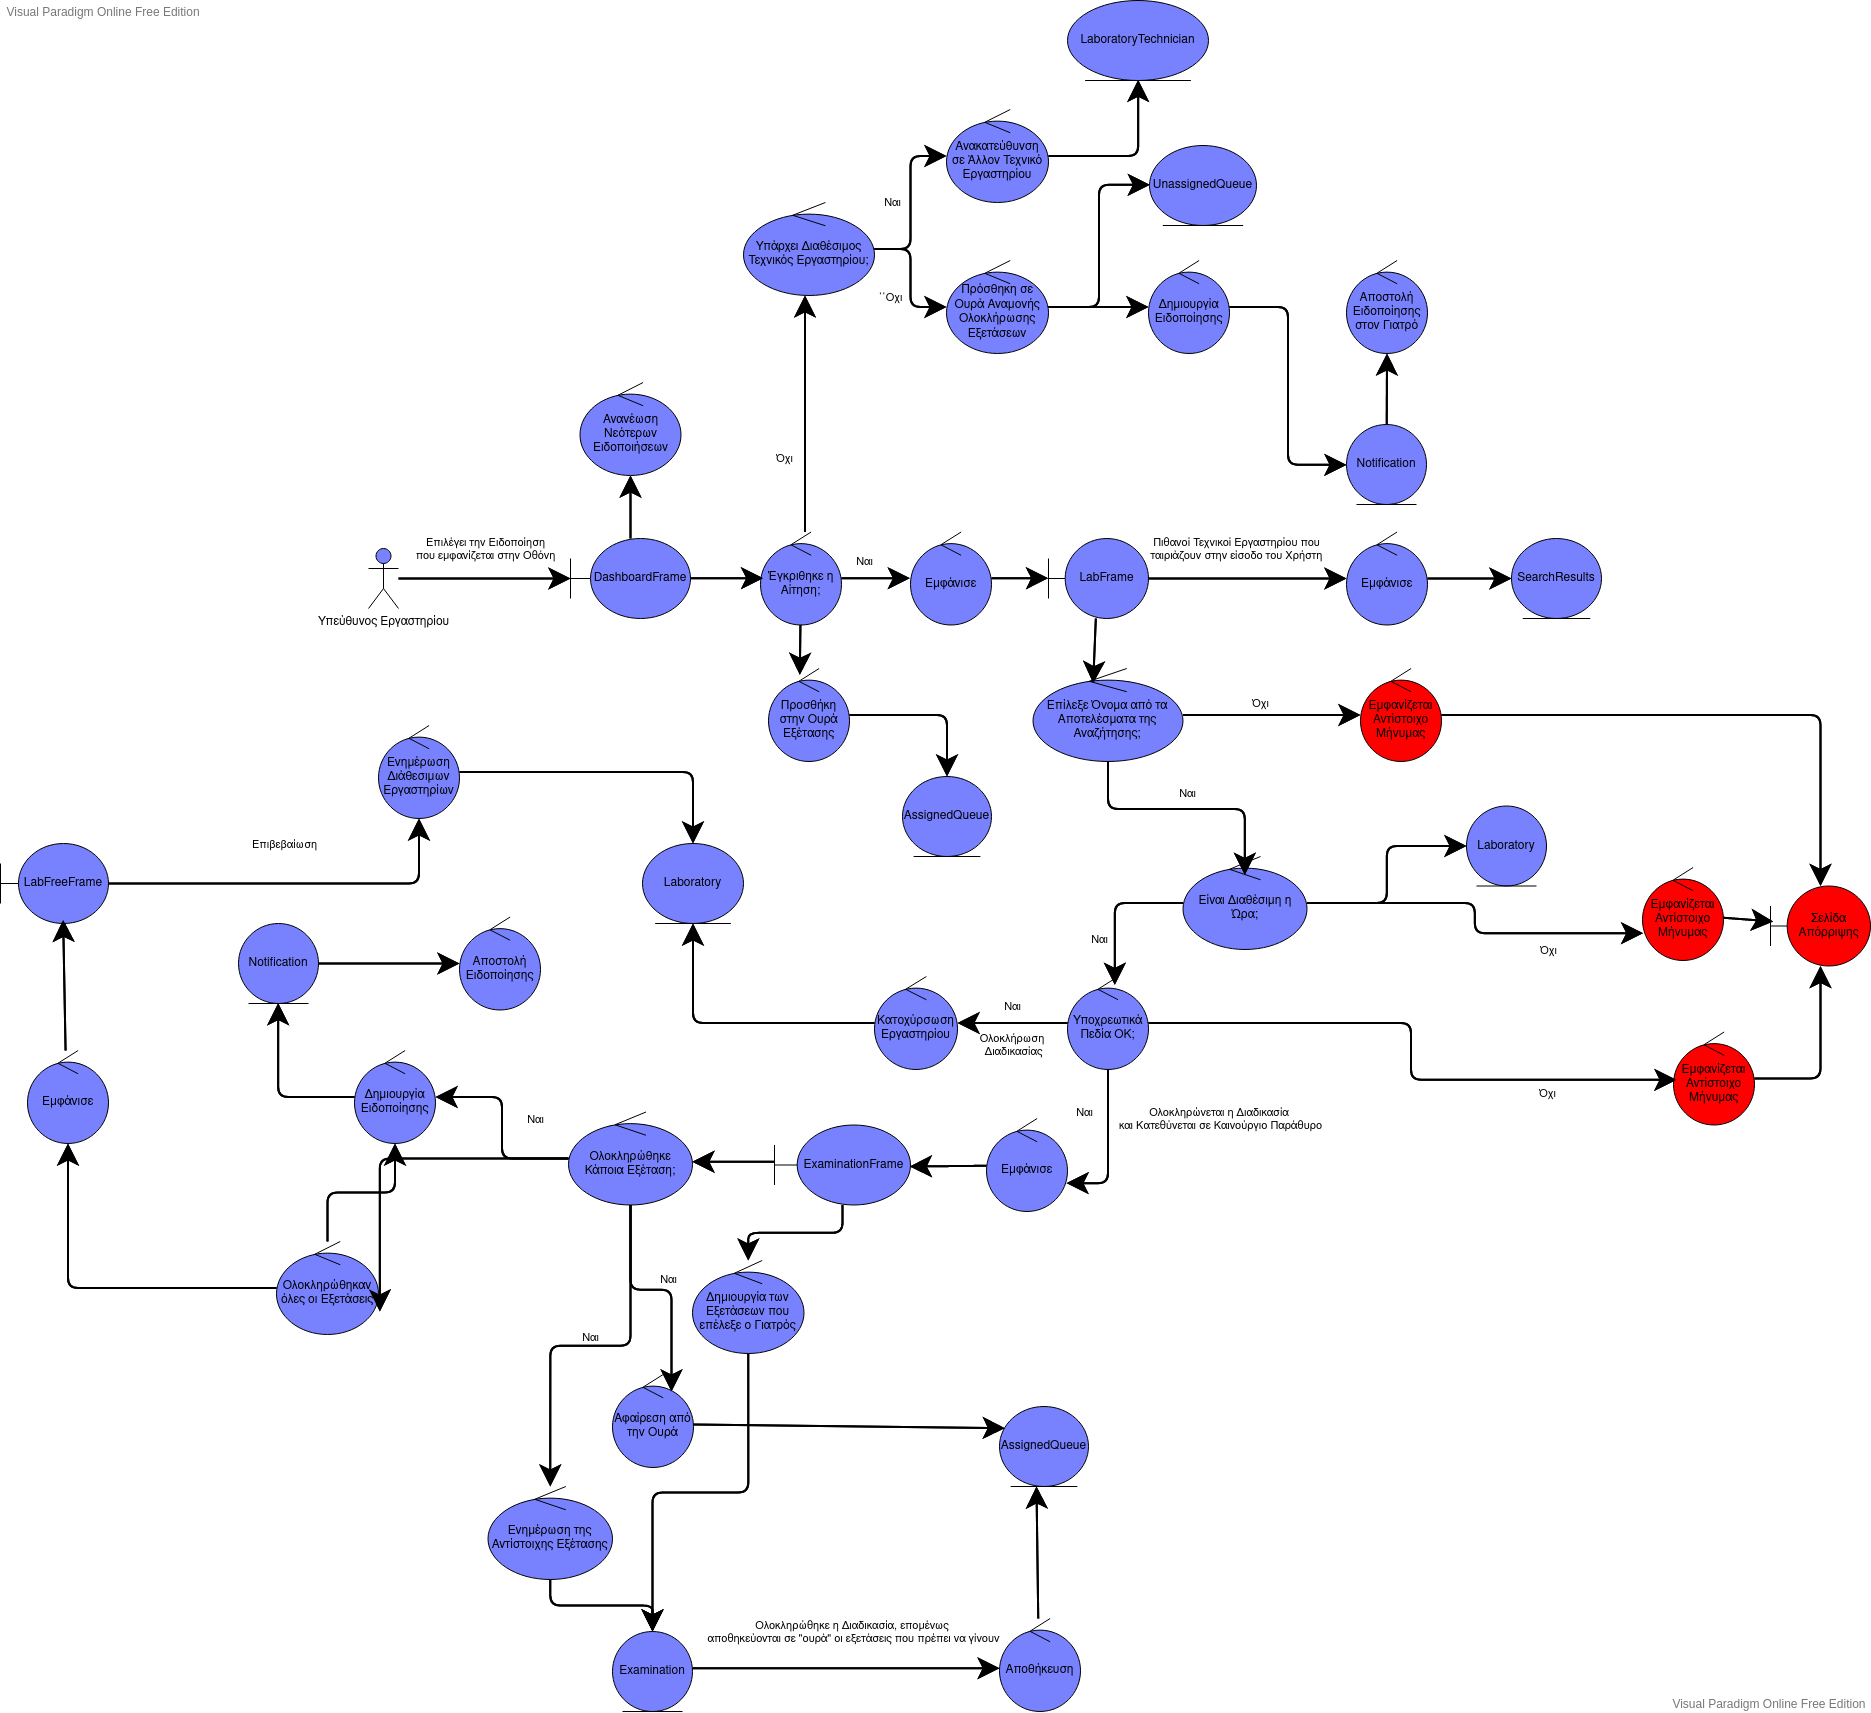 Visual Paradigm Online Free Edition
LaboratoryTechnician
Ανακατεύθυνση
σε Άλλον Τεχνικό
Εργαστηρίου
UnassignedQueue
Ναι
Υπάρχει Διαθέσιμος
Τεχνικός Εργαστηρίου;
΄΄Οχι
Πρόσθηκη σε
Ουρά Αναμονής
Ολοκλήρωσης
Εξετάσεων
Δημιουργία
Ειδοποίησης
Αποστολή
Ειδοποίησης
στον Γιατρό
Ανανέωση
Νεότερων
Ειδοποιήσεων
Όχι
Notification
Επιλέγει την Ειδοποίηση
που εμφανίζεται στην Οθόνη
Υπεύθυνος Εργαστηρίου
DashboardFrame
Έγκριθηκε η
Αίτηση;
Ναι
Εμφάνισε
LabFrame
Πιθανοί Τεχνικοί Εργαστηρίου που
ταιριάζουν στην είσοδο του Χρήστη
Εμφάνισε
SearchResults
Προσθήκη
στην Ουρά
Εξέτασης
Επίλεξε Όνομα από τα
Αποτελέσματα της
Αναζήτησης;
Όχι
Εμφανίζεται
Αντίστοιχο
Μήνυμας
Ενημέρωση
Διάθεσιμων
Εργαστηρίων
AssignedQueue
Ναι
Επιβεβαίωση
Laboratory
LabFreeFrame
Laboratory
Είναι Διαθέσιμη η
Ώρα;
Εμφανίζεται
Αντίστοιχο
Μήνυμας
Σελίδα
Απόρριψης
Ναι
Όχι
Notification
Αποστολή
Ειδοποίησης
Κατοχύρσωση
Εργαστηρίου
Ναι
Ολοκλήρωση
Διαδικασίας
Υποχρεωτικά
Πεδία ΟΚ;
Εμφανίζεται
Αντίστοιχο
Μήνυμας
Όχι
Εμφάνισε
Δημιουργία
Ειδοποίησης
Ναι
Ναι
Ολοκληρώνεται η Διαδικασία
και Κατεθύνεται σε Καινούργιο Παράθυρο
Ολοκληρώθηκε
Κάποια Εξέταση;
ExaminationFrame
Εμφάνισε
Ολοκληρώθηκαν
όλες οι Εξετάσεις
Ναι
Δημιουργία των
Εξετάσεων που
επέλεξε ο Γιατρός
Ναι
Αφαίρεση από
την Ουρά
AssignedQueue
Ενημέρωση της
Αντίστοιχης Εξέτασης
Ολοκληρώθηκε η Διαδικασία, επομένως
αποθηκεύονται σε "ουρά" οι εξετάσεις που πρέπει να γίνουν
Examination
Αποθήκευση
Visual Paradigm Online Free Edition